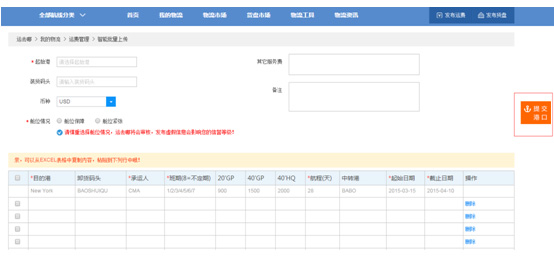 全部航线分类 首页 我的物流 物流市场 货盘市场 物流工具 物流资讯 发布运费 发布货盘
运去哪 > 我的物流 > 运费管理 > 智能批量上传
*起始港 请选择起始港
其它服务费
装货码头 请输入装货码头
备注
币种 USD
*舱位情况 舱位保障 舱位紧张
请慎重选择舱位情况，运去哪将会审核，发布虚假信息会影响您的信誉等级！
提交
港口
亲，可以从EXCEL表格中复制内容，粘贴到下列行中哦？
*目的港 卸货码头 *承运人 *班期(8=不定期) 20'GP 40'GP 40'HQ *航程(天) 中转港 *起始日期 *截止日期 操作
New York CMA 1/2/3/4/5/6/7 900 1500 2000 26 BABO 2015-03-15 2015-04-10
删除
删除
删除